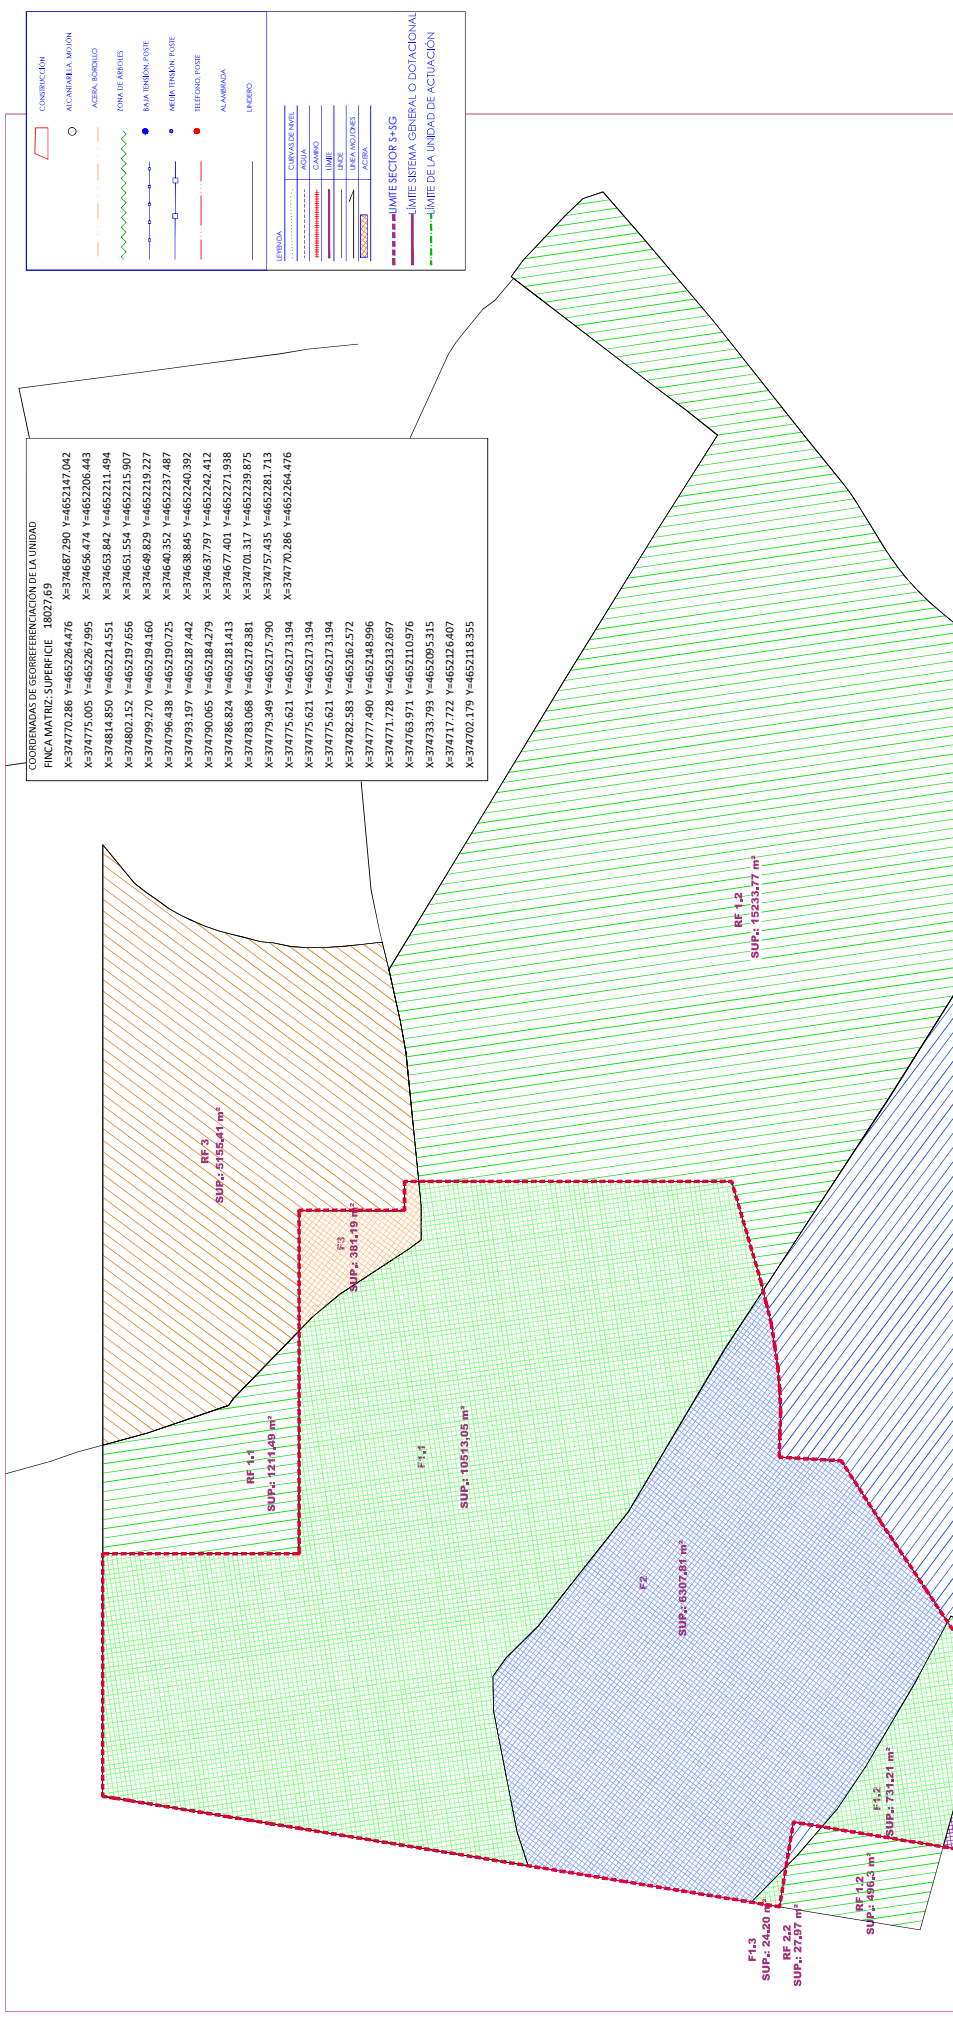 CONSTRUCCIÓN
ALCANTARILLA, MOJÓN
ACERA, BORDILLO
ZONA DE ÁRBOLES
BAJA TENSIÓN, POSTE
MEDIA TENSIÓN, POSTE
TELÉFONO, POSTE
ALAMBRADA
LINDERO
LEYENDA
CURVAS DE NIVEL
AGUA
CAMINO
LÍMITE
LINDE
LINEA MOJONES
ACERA
LIMITE SECTOR S+SG
LÍMITE SISTEMA GENERAL O DOTACIONAL
LÍMITE DE LA UNIDAD DE ACTUACIÓN
COORDENADAS DE GEORREFERENCIACIÓN DE LA UNIDAD
FINCA MATRIZ: SUPERFICIE 18027,69
X=374770.286 Y=4652264.476
X=374775.005 Y=4652267.995
X=374814.850 Y=4652214.551
X=374802.152 Y=4652197.656
X=374799.270 Y=4652194.160
X=374796.438 Y=4652190.725
X=374793.197 Y=4652187.442
X=374790.065 Y=4652184.279
X=374786.824 Y=4652181.413
X=374783.068 Y=4652178.381
X=374779.349 Y=4652175.790
X=374775.621 Y=4652173.194
X=374775.621 Y=4652173.194
X=374775.621 Y=4652173.194
X=374782.583 Y=4652162.572
X=374777.490 Y=4652148.996
X=374771.728 Y=4652132.697
X=374763.971 Y=4652110.976
X=374733.793 Y=4652095.315
X=374717.722 Y=4652126.407
X=374702.179 Y=4652118.355
X=374687.290 Y=4652147.042
X=374656.474 Y=4652206.443
X=374653.842 Y=4652211.494
X=374651.554 Y=4652215.907
X=374649.829 Y=4652219.227
X=374640.352 Y=4652237.487
X=374638.845 Y=4652240.392
X=374637.797 Y=4652242.412
X=374677.401 Y=4652271.938
X=374701.317 Y=4652239.875
X=374757.435 Y=4652281.713
X=374770.286 Y=4652264.476
RF 3
SUP.: 5155.41 m²
F3
SUP.: 381.19 m²
RF 1.1
SUP.: 1211.49 m²
F1.1
SUP.: 10513,05 m²
RF 1.2
SUP.: 15233.77 m²
F2
SUP.: 6307.81 m²
F1.2
SUP.: 731.21 m²
RF 1.2
SUP.: 496.3 m²
F1.3
SUP.: 24.20 m²
RF 2.2
SUP.: 27.97 m²